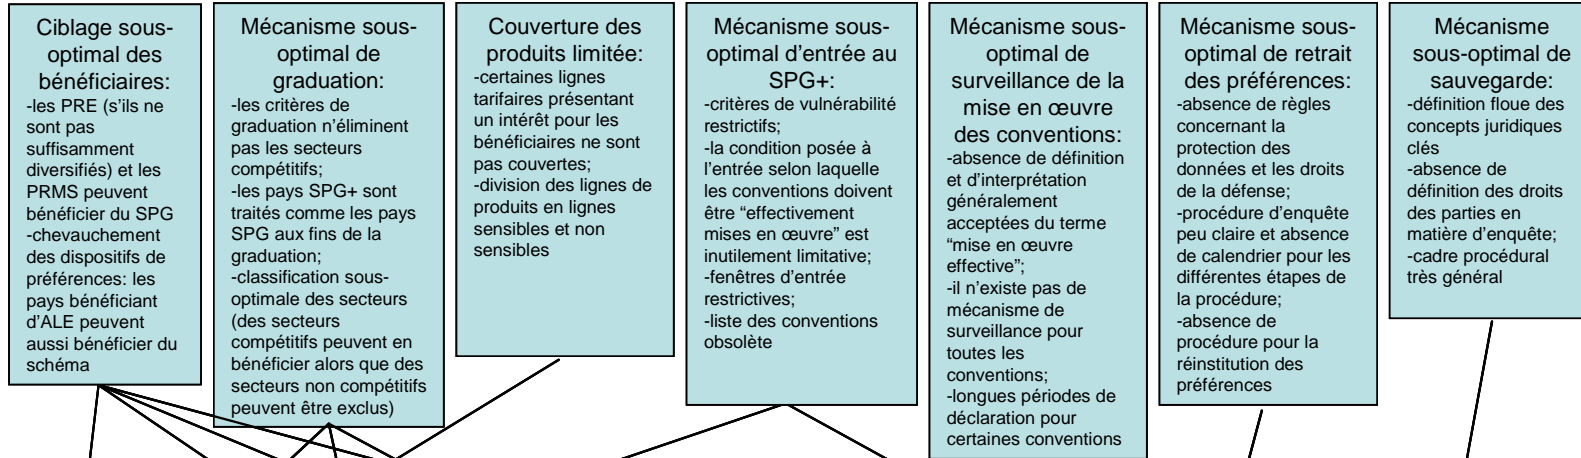 Ciblage sous-
optimal des
bénéficiaires:
-les PRE (s'ils ne
sont pas
suffisamment
diversifiés) et les
PRMS peuvent
bénéficier du SPG
-chevauchement
des dispositifs de
préférences: les
pays bénéficiant
d'ALE peuvent
aussi bénéficier du
schéma
Mécanisme sous-
optimal de
graduation:
-les critères de
graduation n'éliminent
pas les secteurs
compétitifs;
-les pays SPG+ sont
traités comme les pays
SPG aux fins de la
graduation;
-classification sous-
optimale des secteurs
(des secteurs
compétitifs peuvent en
bénéficier alors que des
secteurs non compétitifs
peuvent être exclus)
Couverture des
produits limitée:
-certaines lignes
tarifaires présentant
un intérêt pour les
bénéficiaires ne sont
pas couvertes;
-division des lignes de
produits en lignes
sensibles et non
sensibles
Mécanisme sous-
optimal d'entrée au
SPG+:
-critères de vulnérabilité
restrictifs;
-la condition posée à
l'entrée selon laquelle
les conventions doivent
être “effectivement
mises en œuvre” est
inutilement limitative;
-fenêtres d'entrée
restrictives;
-liste des conventions
obsolète
Mécanisme sous-
optimal de
surveillance de la
mise en œuvre
des conventions:
-absence de définition
et d'interprétation
généralement
acceptées du terme
“mise en œuvre
effective”;
-il n'existe pas de
mécanisme de
surveillance pour
toutes les
conventions;
-longues périodes de
déclaration pour
certaines conventions
Mécanisme sous-
optimal de retrait
des préférences:
-absence de règles
concernant la
protection des
données et les droits
de la défense;
-procédure d'enquête
peu claire et absence
de calendrier pour les
différentes étapes de
la procédure;
-absence de
procédure pour la
réinstitution des
préférences
Mécanisme
sous-optimal de
sauvegarde:
-définition floue des
concepts juridiques
clés
-absence de
définition des droits
des parties en
matière d'enquête;
-cadre procédural
très général